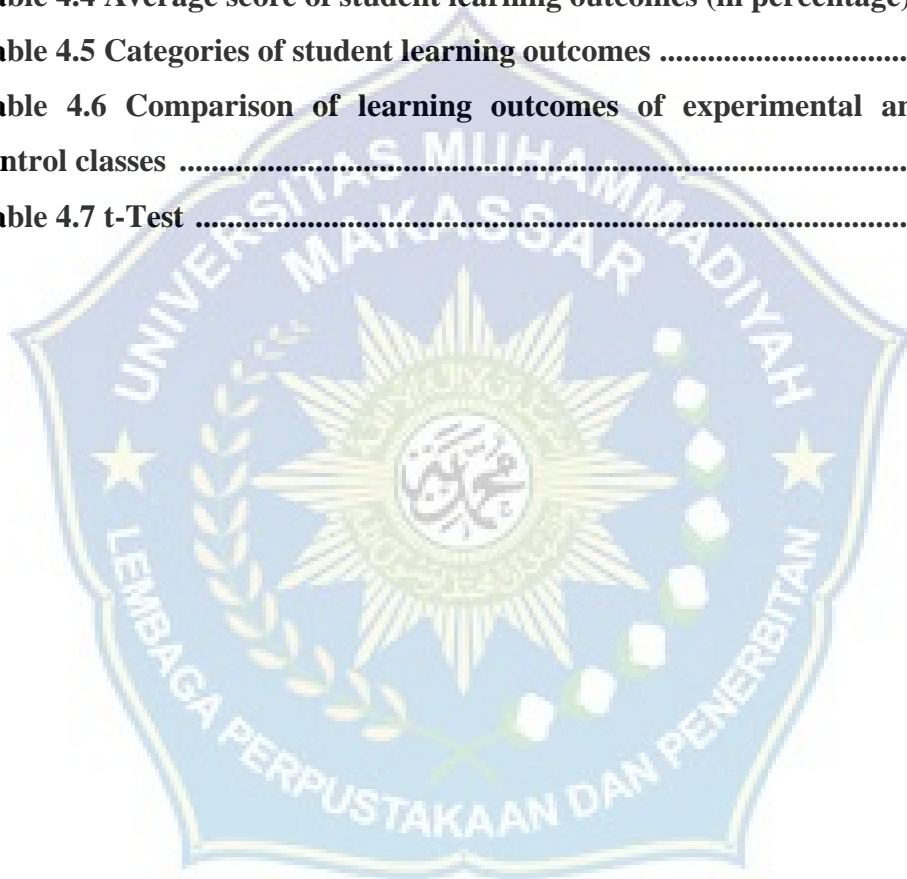 able 4.4 Average score of student learning outcomes (in percentage)
able 4.5 Categories of student learning outcomes ................................
able 4.6 Comparison of learning outcomes of experimental an
ntrol classes ................................................................................
able 4.7 t-Test ..............................................................................
UNIVERSITAS MUHAMMADIYAH
MAKASSAR
محمدية
LEMBAGA PERPUSTAKAAN DAN PENERBITAN